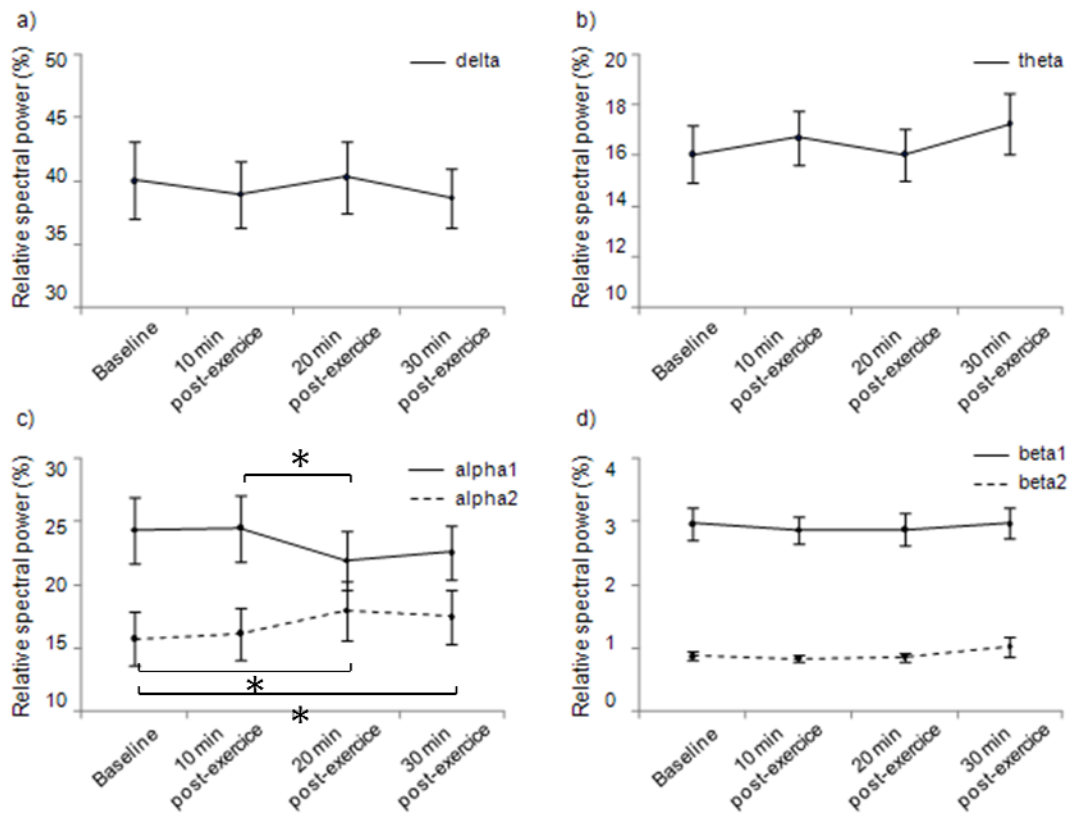 a)
Relative spectral power (%)
50
45
40
35
30
delta
Baseline
10 min
post-exercice
20 min
post-exercice
30 min
post-exercice
b)
Relative spectral power (%)
20
18
16
14
12
10
theta
Baseline
10 min
post-exercice
20 min
post-exercice
30 min
post-exercice
c)
Relative spectral power (%)
30
25
20
15
10
alpha1
alpha2
*
*
*
Baseline
10 min
post-exercice
20 min
post-exercice
30 min
post-exercice
d)
Relative spectral power (%)
4
3
2
1
0
beta1
beta2
Baseline
10 min
post-exercice
20 min
post-exercice
30 min
post-exercice